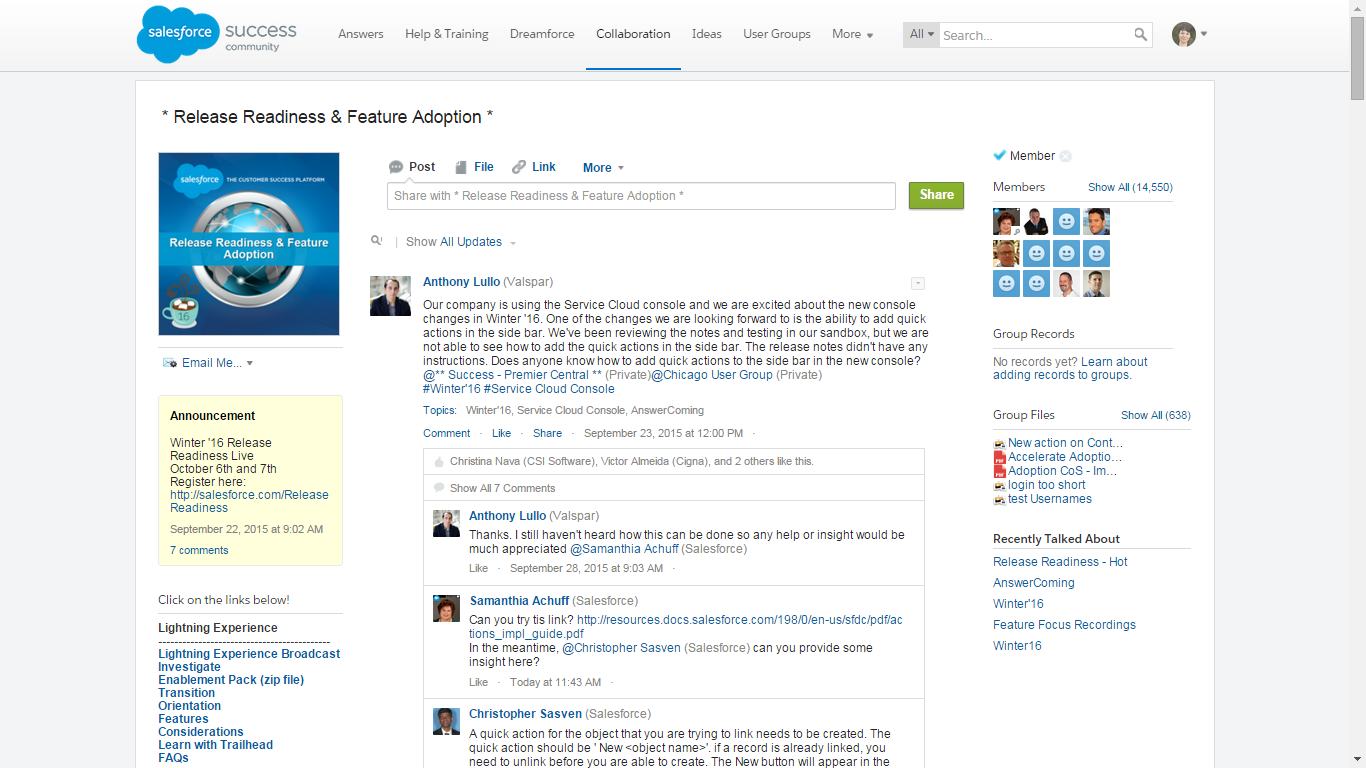 salesforce success community
Answers
Help & Training
Dreamforce
Collaboration
Ideas
User Groups
More
All
Search...
* Release Readiness & Feature Adoption *
salesforce THE CUSTOMER SUCCESS PLATFORM
Release Readiness & Feature
Adoption
16
Email Me...
Announcement
Winter '16 Release
Readiness Live
October 6th and 7th
Register here:
http://salesforce.com/Release
Readiness
September 22, 2015 at 9:02 AM
7 comments
Click on the links below!
Lightning Experience
-------------------------------------------
Lightning Experience Broadcast
Investigate
Enablement Pack (zip file)
Transition
Orientation
Features
Considerations
Learn with Trailhead
FAQs
Post
File
Link
More
Share with * Release Readiness & Feature Adoption *
Share
Show All Updates
Anthony Lullo (Valspar)
Our company is using the Service Cloud console and we are excited about the new console
changes in Winter '16. One of the changes we are looking forward to is the ability to add quick
actions in the side bar. We've been reviewing the notes and testing in our sandbox, but we are
not able to see how to add the quick actions in the side bar. The release notes didn't have any
instructions. Does anyone know how to add quick actions to the side bar in the new console?
@** Success - Premier Central ** (Private)@Chicago User Group (Private)
#Winter'16 #Service Cloud Console
Topics: Winter'16, Service Cloud Console, AnswerComing
Comment · Like · Share · September 23, 2015 at 12:00 PM ·
Christina Nava (CSI Software), Victor Almeida (Cigna), and 2 others like this.
Show All 7 Comments
Anthony Lullo (Valspar)
Thanks. I still haven't heard how this can be done so any help or insight would be
much appreciated @Samanthia Achuff (Salesforce)
Like · September 28, 2015 at 9:03 AM ·
Samanthia Achuff (Salesforce)
Can you try tis link? http://resources.docs.salesforce.com/198/0/en-us/sfdc/pdf/ac
tions_impl_guide.pdf
In the meantime, @Christopher Sasven (Salesforce) can you provide some
insight here?
Like · Today at 11:43 AM ·
Christopher Sasven (Salesforce)
A quick action for the object that you are trying to link needs to be created. The
quick action should be ' New <object name>'. if a record is already linked, you
need to unlink before you are able to create. The New button will appear in the
Member
Members
Show All (14,550)
Group Records
No records yet? Learn about
adding records to groups.
Group Files
Show All (638)
New action on Cont...
Accelerate Adoptio...
Adoption CoS - Im...
login too short
test Usernames
Recently Talked About
Release Readiness - Hot
AnswerComing
Winter'16
Feature Focus Recordings
Winter16